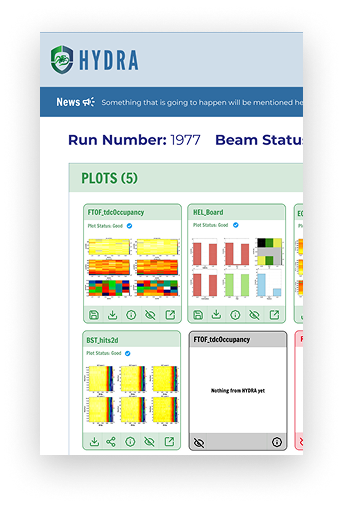 HYDRA
News Something that is going to happen will be mentioned he
Run Number: 1977 Beam Statu
PLOTS (5)
FTOF_tdcOccupancy
Plot Status: Good
HEL_Board
Plot Status: Good
BST_hits2d
Plot Status: Good
FTOF_tdcOccupancy
Nothing from HYDRA yet